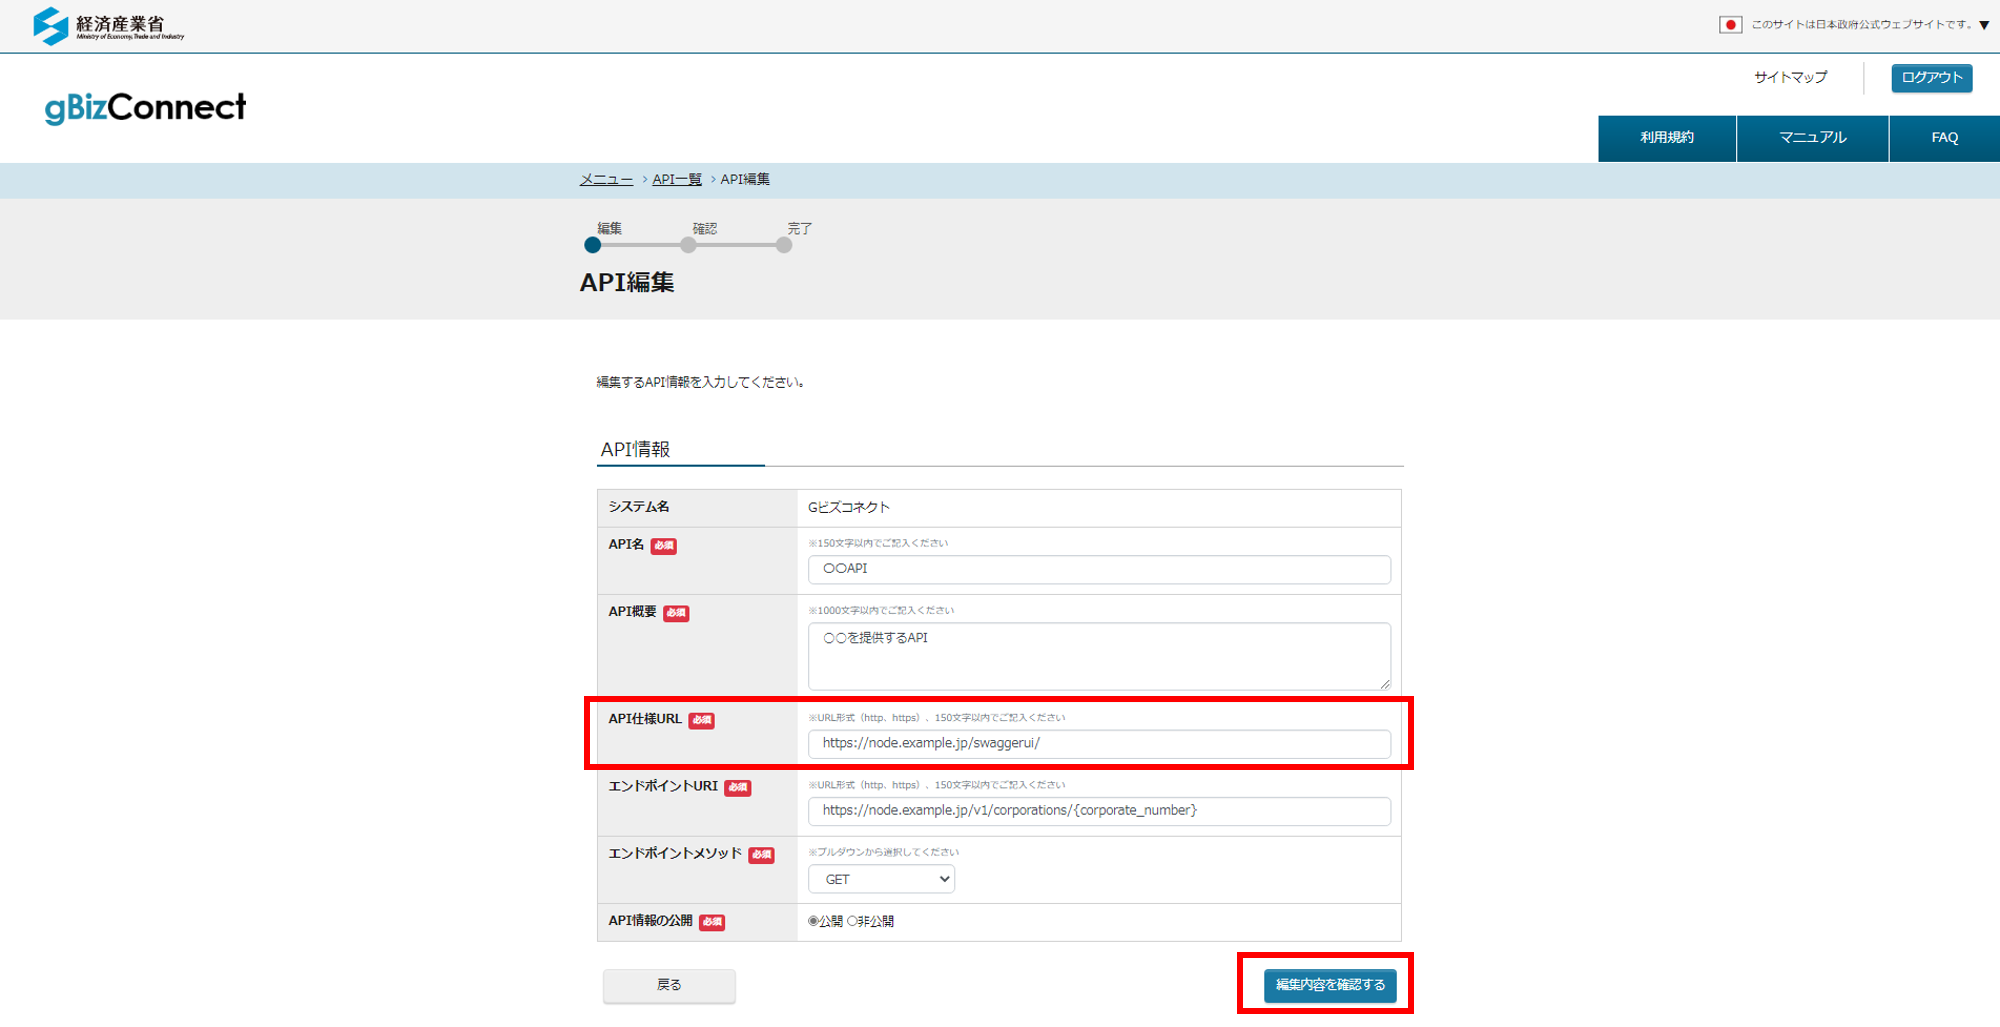 経済産業省
Ministry of Economy, Trade and Industry
このサイトは日本政府公式ウェブサイトです。▼
サイトマップ
ログアウト
gBizConnect
利用規約
マニュアル
FAQ
メニュー › API一覧 › API編集
編集
確認
完了
API編集
編集するAPI情報を入力してください。
API情報
システム名
Gビズコネクト
API名 必須
※150文字以内でご記入ください
〇〇API
API概要 必須
※1000文字以内でご記入ください
〇〇を提供するAPI
API仕様URL 必須
※URL形式（http、https）、150文字以内でご記入ください
https://node.example.jp/swaggerui/
エンドポイントURI 必須
※URL形式（http、https）、150文字以内でご記入ください
https://node.example.jp/v1/corporations/{corporate_number}
エンドポイントメソッド 必須
※プルダウンから選択してください
GET
API情報の公開 必須
◉公開 〇非公開
戻る
編集内容を確認する